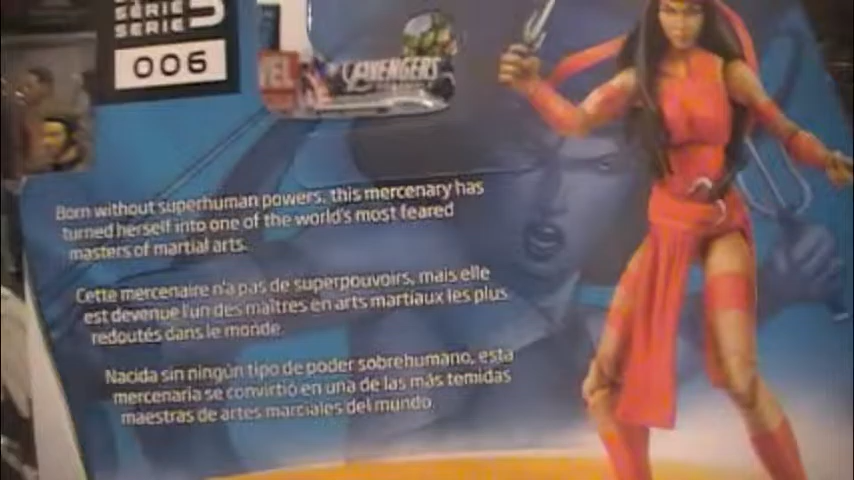 SÉRIE 5
SERIE
006
VEL
AVENGERS
Born without superhuman powers, this mercenary has
turned herself into one of the world's most feared
masters of martial arts.
Cette mercenaire n'a pas de superpouvoirs, mais elle
est devenue l'un des maîtres en arts martiaux les plus
redoutés dans le monde.
Nacida sin ningún tipo de poder sobrehumano, esta
mercenaria se convirtió en una de las más temidas
maestras de artes marciales del mundo.